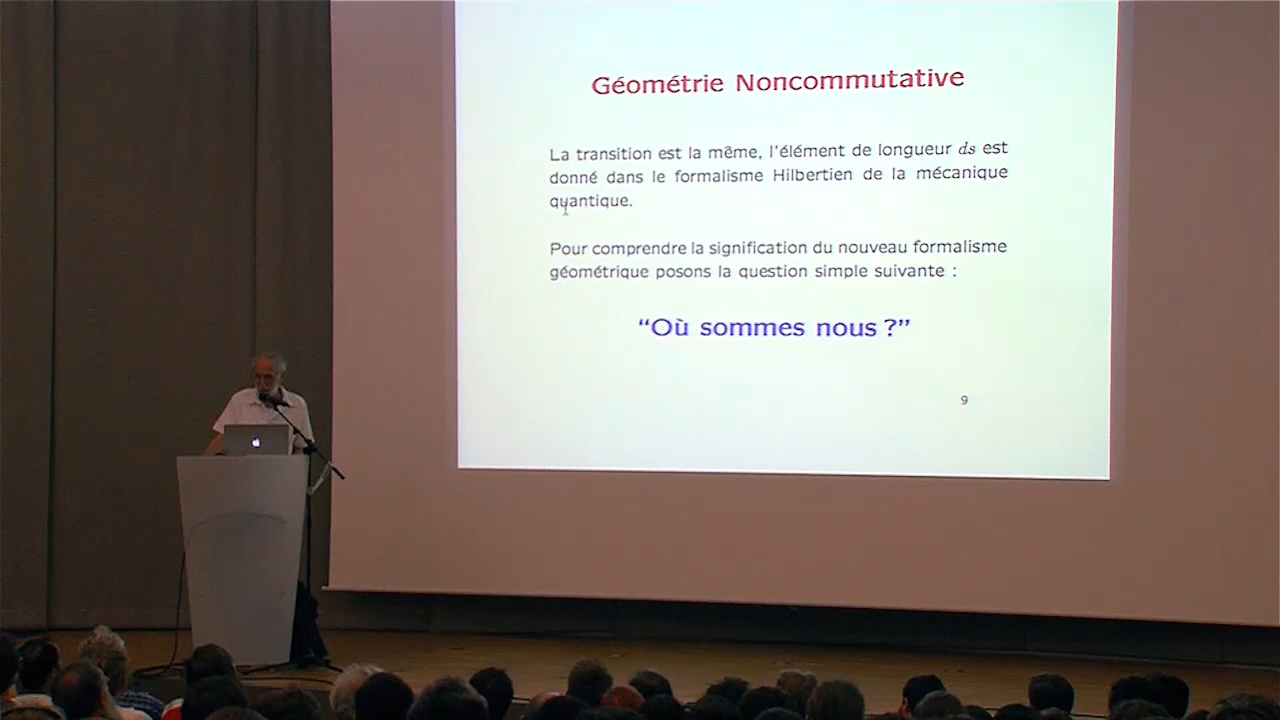 Géometrie Noncommutative
La transition est la même, l'élément de longueur ds est
donné dans le formalisme Hilbertien de la mécanique
quantique.
Pour comprendre la signification du nouveau formalisme
géométrique posons la question simple suivante :
“Où sommes nous ?”
9